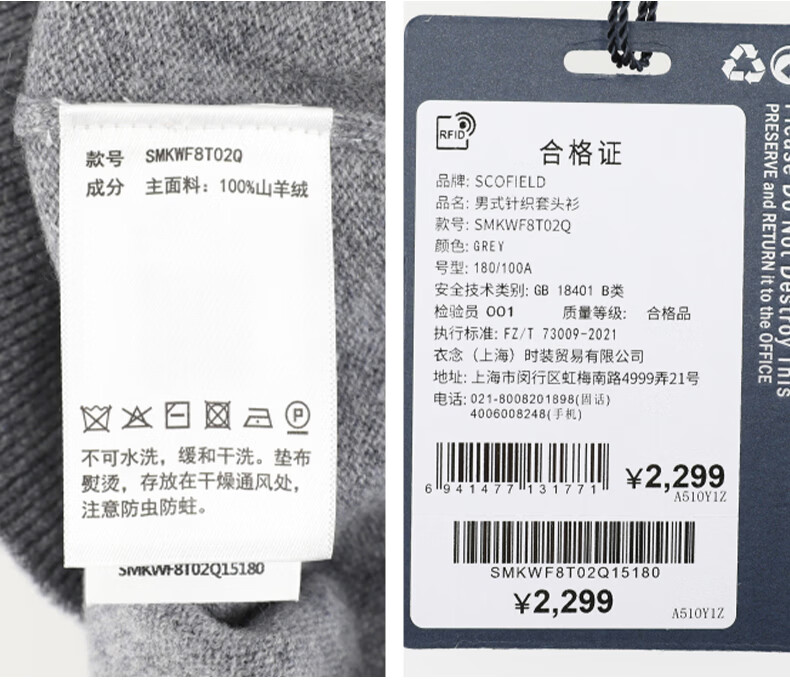 款号 SMKWF8T02Q
成分 主面料：100%山羊绒
P
不可水洗，缓和干洗。垫布
熨烫，存放在干燥通风处，
注意防虫防蛀。
SMKWF8T02Q15180
RFID
合格证
品牌: SCOFIELD
品名: 男式针织套头衫
款号: SMKWF8T02Q
颜色: GREY
号型: 180/100A
安全技术类别: GB 18401 B类
检验员 001 质量等级: 合格品
执行标准: FZ/T 73009-2021
衣念（上海）时装贸易有限公司
地址: 上海市闵行区虹梅南路4999弄21号
电话: 021-8008201898(固话)
4006008248(手机)
6 941477 131771
¥2,299
A510Y1Z
SMKWF8T02Q15180
¥2,299
A510Y1Z
Please Do Not Destroy This
PRESERVE and RETURN it to the OFFICE